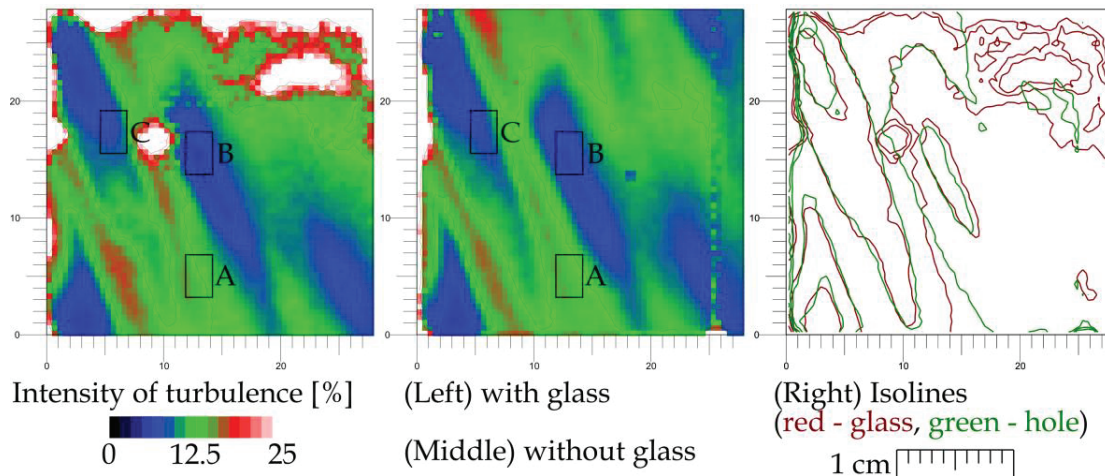 20
10
0
0
10
20
C
B
A
20
10
0
0
10
20
C
B
A
20
10
0
0
10
20
Intensity of turbulence [%]
0
12.5
25
(Left) with glass
(Middle) without glass
(Right) Isolines
(red - glass, green - hole)
1 cm